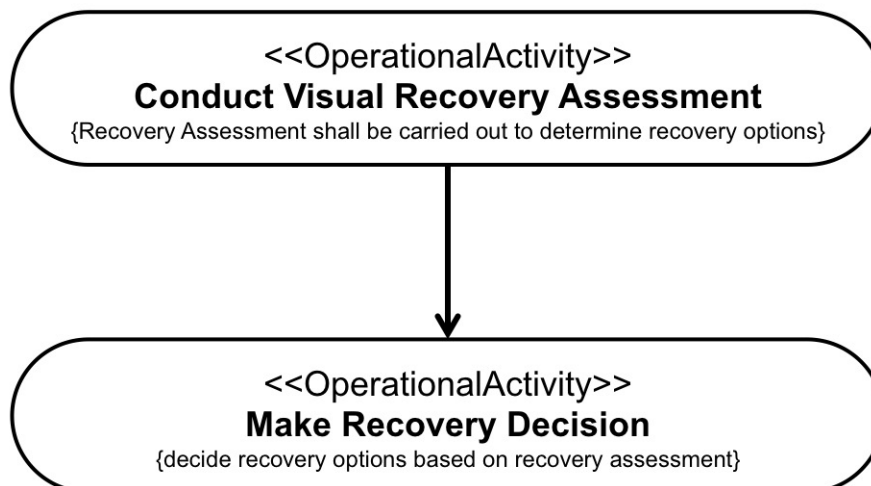 <<OperationalActivity>>
Conduct Visual Recovery Assessment
{Recovery Assessment shall be carried out to determine recovery options}
<<OperationalActivity>>
Make Recovery Decision
{decide recovery options based on recovery assessment}